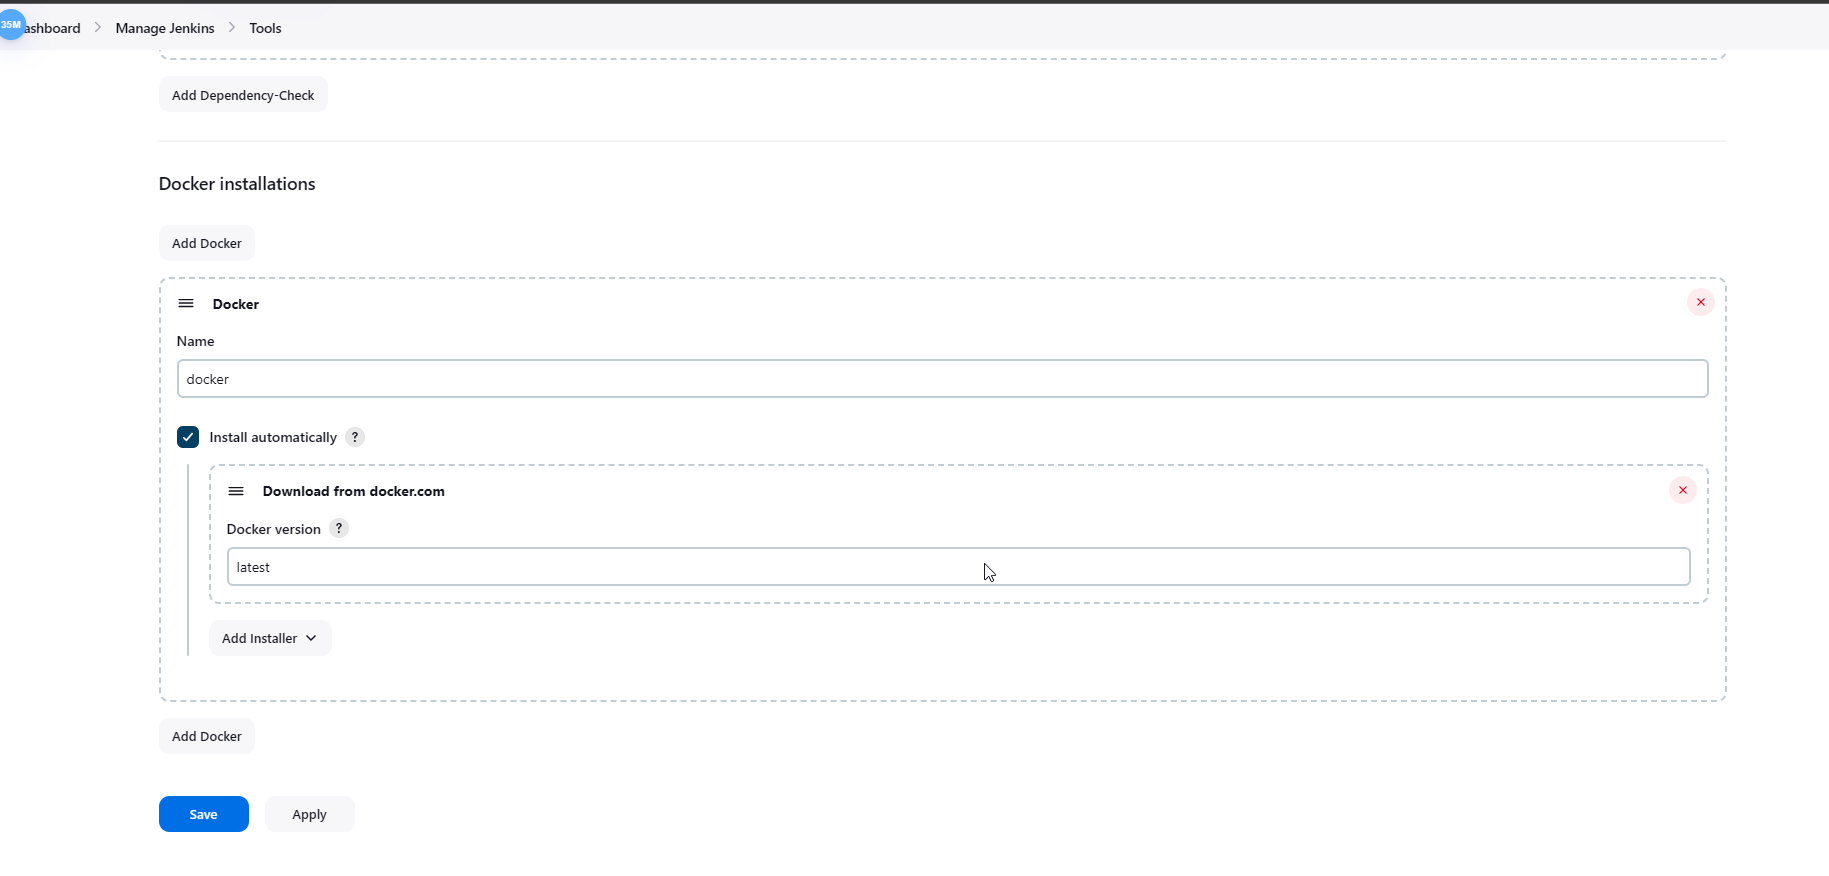 35M
ashboard > Manage Jenkins > Tools
Add Dependency-Check
Docker installations
Add Docker
Docker
Name
docker
Install automatically ?
Download from docker.com
Docker version ?
latest
Add Installer
Add Docker
Save Apply